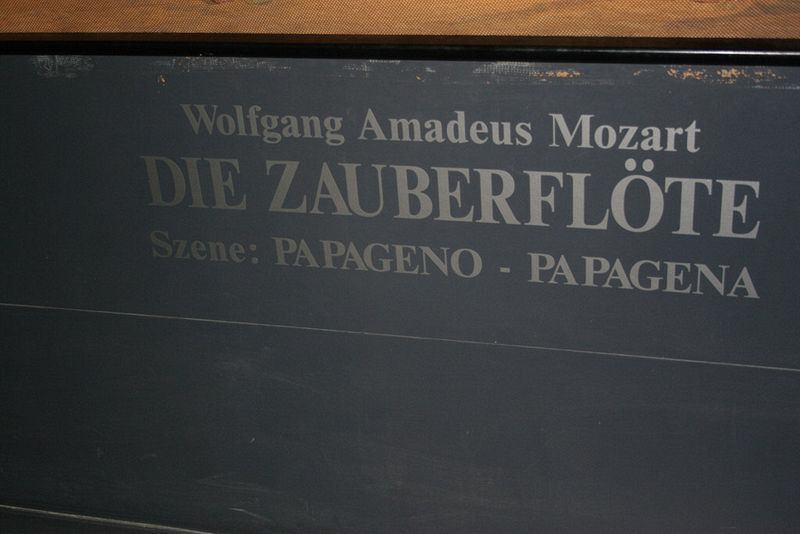 Wolfgang Amadeus Mozart
DIE ZAUBERFLÖTE
Szene: PAPAGENO - PAPAGENA